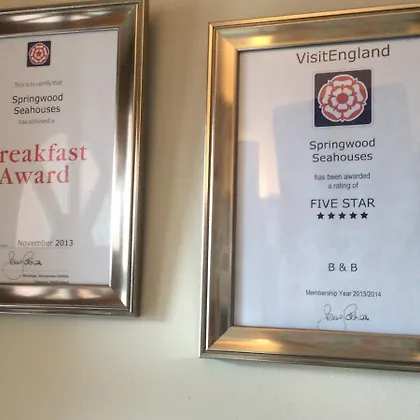 This is to certify that
Springwood
Seahouses
has achieved a
reakfast
Award
November 2013
VisitEngland
Springwood
Seahouses
has been awarded
a rating of
FIVE STAR
★★★★★
B & B
Membership Year 2013/2014